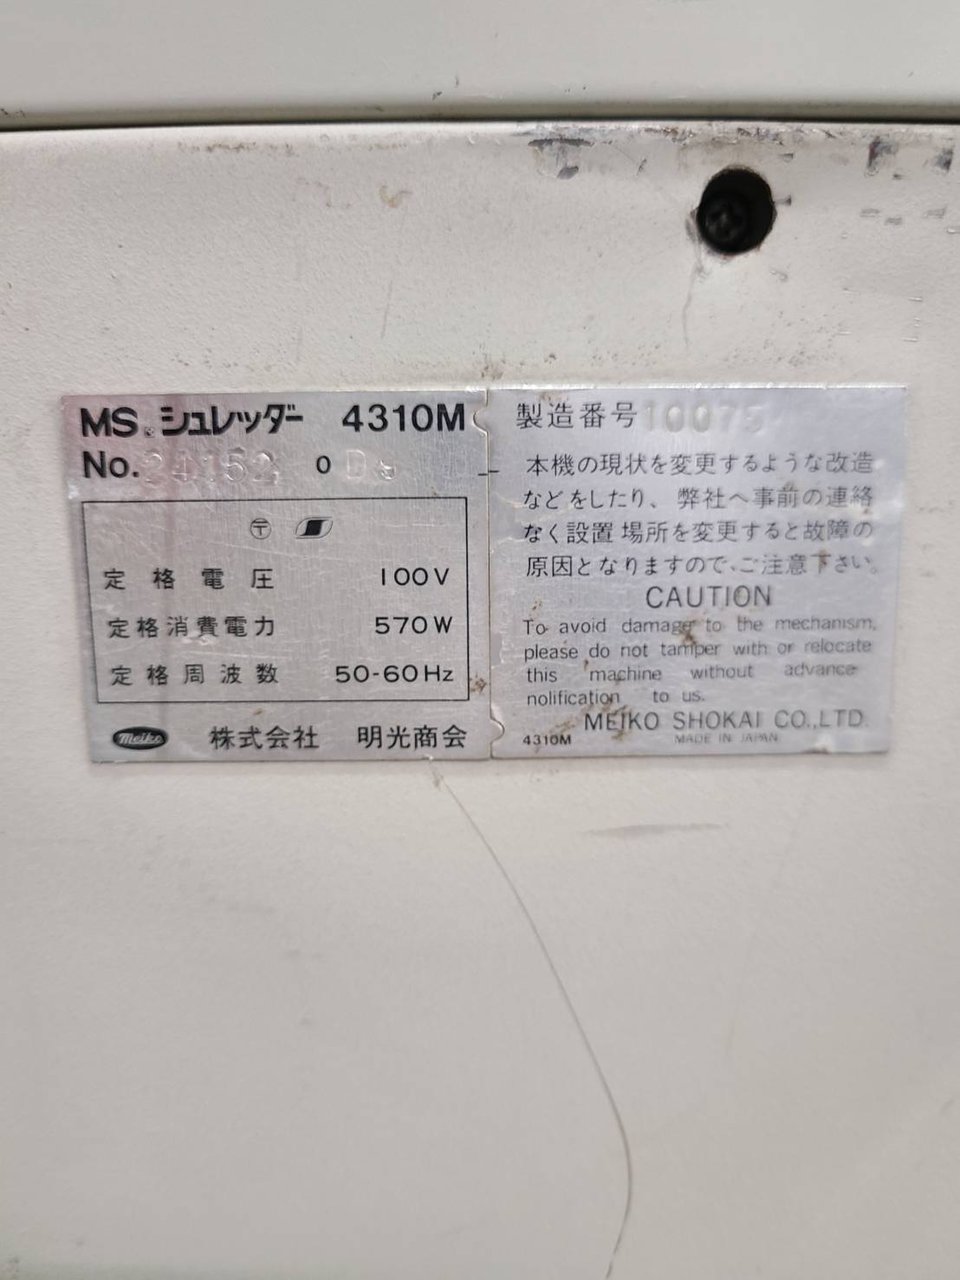 MS シュレッダー 4310M
No. 24152 0
〒
定格電圧 100V
定格消費電力 570W
定格周波数 50-60Hz
Meiko 株式会社 明光商会
製造番号 10075
本機の現状を変更するような改造
などをしたり、弊社へ事前の連絡
なく設置場所を変更すると故障の
原因となりますので、ご注意下さい。
CAUTION
To avoid damage to the mechanism,
please do not tamper with or relocate
this machine without advance
nolification to us.
MEIKO SHOKAI CO.,LTD.
4310M MADE IN JAPAN